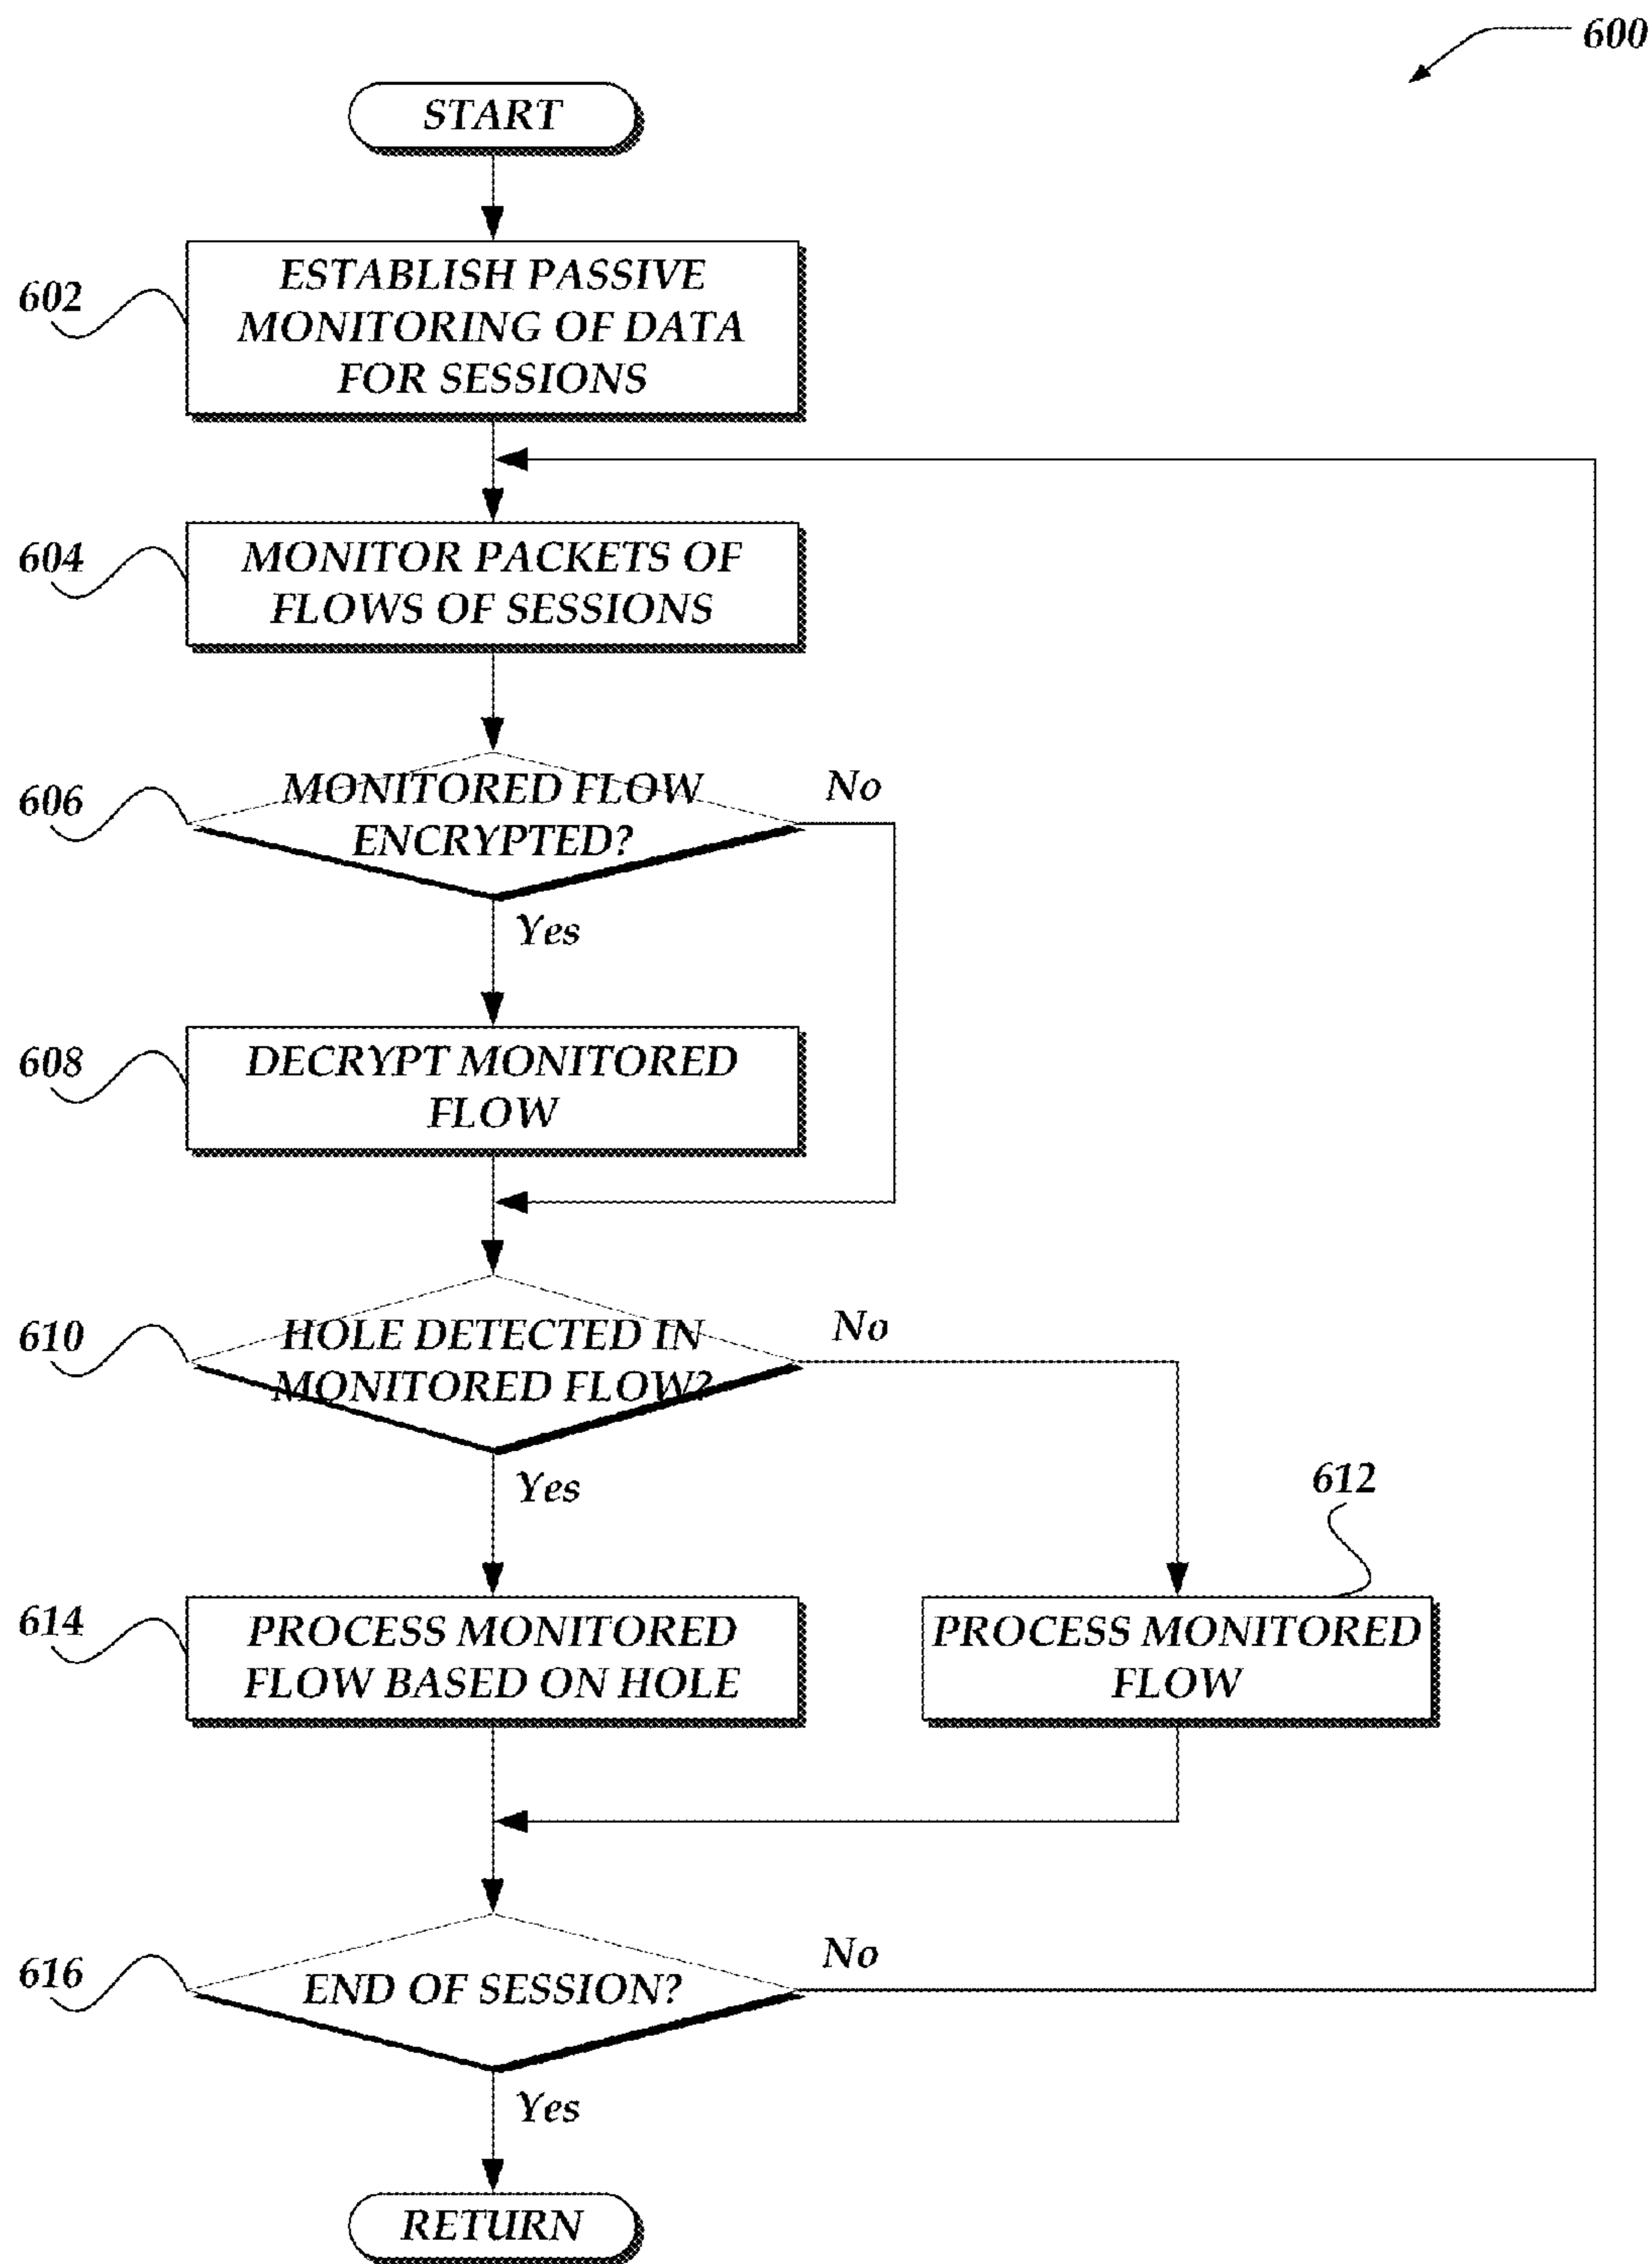 600
START
602
ESTABLISH PASSIVE
MONITORING OF DATA
FOR SESSIONS
604
MONITOR PACKETS OF
FLOWS OF SESSIONS
606
MONITORED FLOW
ENCRYPTED?
No
Yes
608
DECRYPT MONITORED
FLOW
610
HOLE DETECTED IN
MONITORED FLOW?
No
Yes
612
614
PROCESS MONITORED
FLOW BASED ON HOLE
PROCESS MONITORED
FLOW
616
END OF SESSION?
No
Yes
RETURN